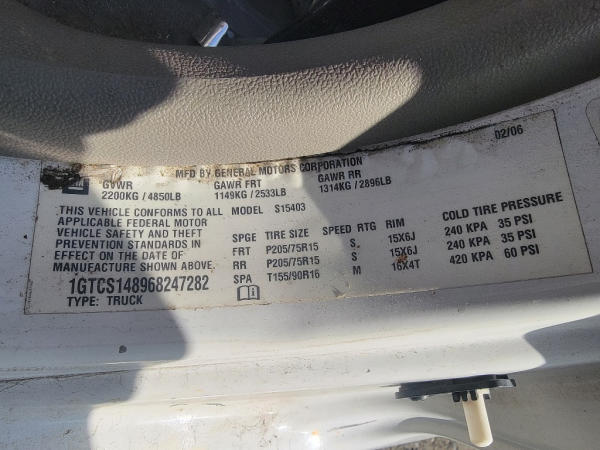 MFD BY GENERAL MOTORS CORPORATION 02/06
GM
GVWR GAWR FRT GAWR RR
2200KG / 4850LB 1149KG / 2533LB 1314KG / 2896LB
THIS VEHICLE CONFORMS TO ALL
APPLICABLE FEDERAL MOTOR
VEHICLE SAFETY AND THEFT
PREVENTION STANDARDS IN
EFFECT ON THE DATE OF
MANUFACTURE SHOWN ABOVE.
1GTCS148968247282
TYPE: TRUCK
MODEL S15403
SPGE TIRE SIZE SPEED RTG RIM COLD TIRE PRESSURE
FRT P205/75R15 S 15X6J 240 KPA 35 PSI
RR P205/75R15 S 15X6J 240 KPA 35 PSI
SPA T155/90R16 M 16X4T 420 KPA 60 PSI